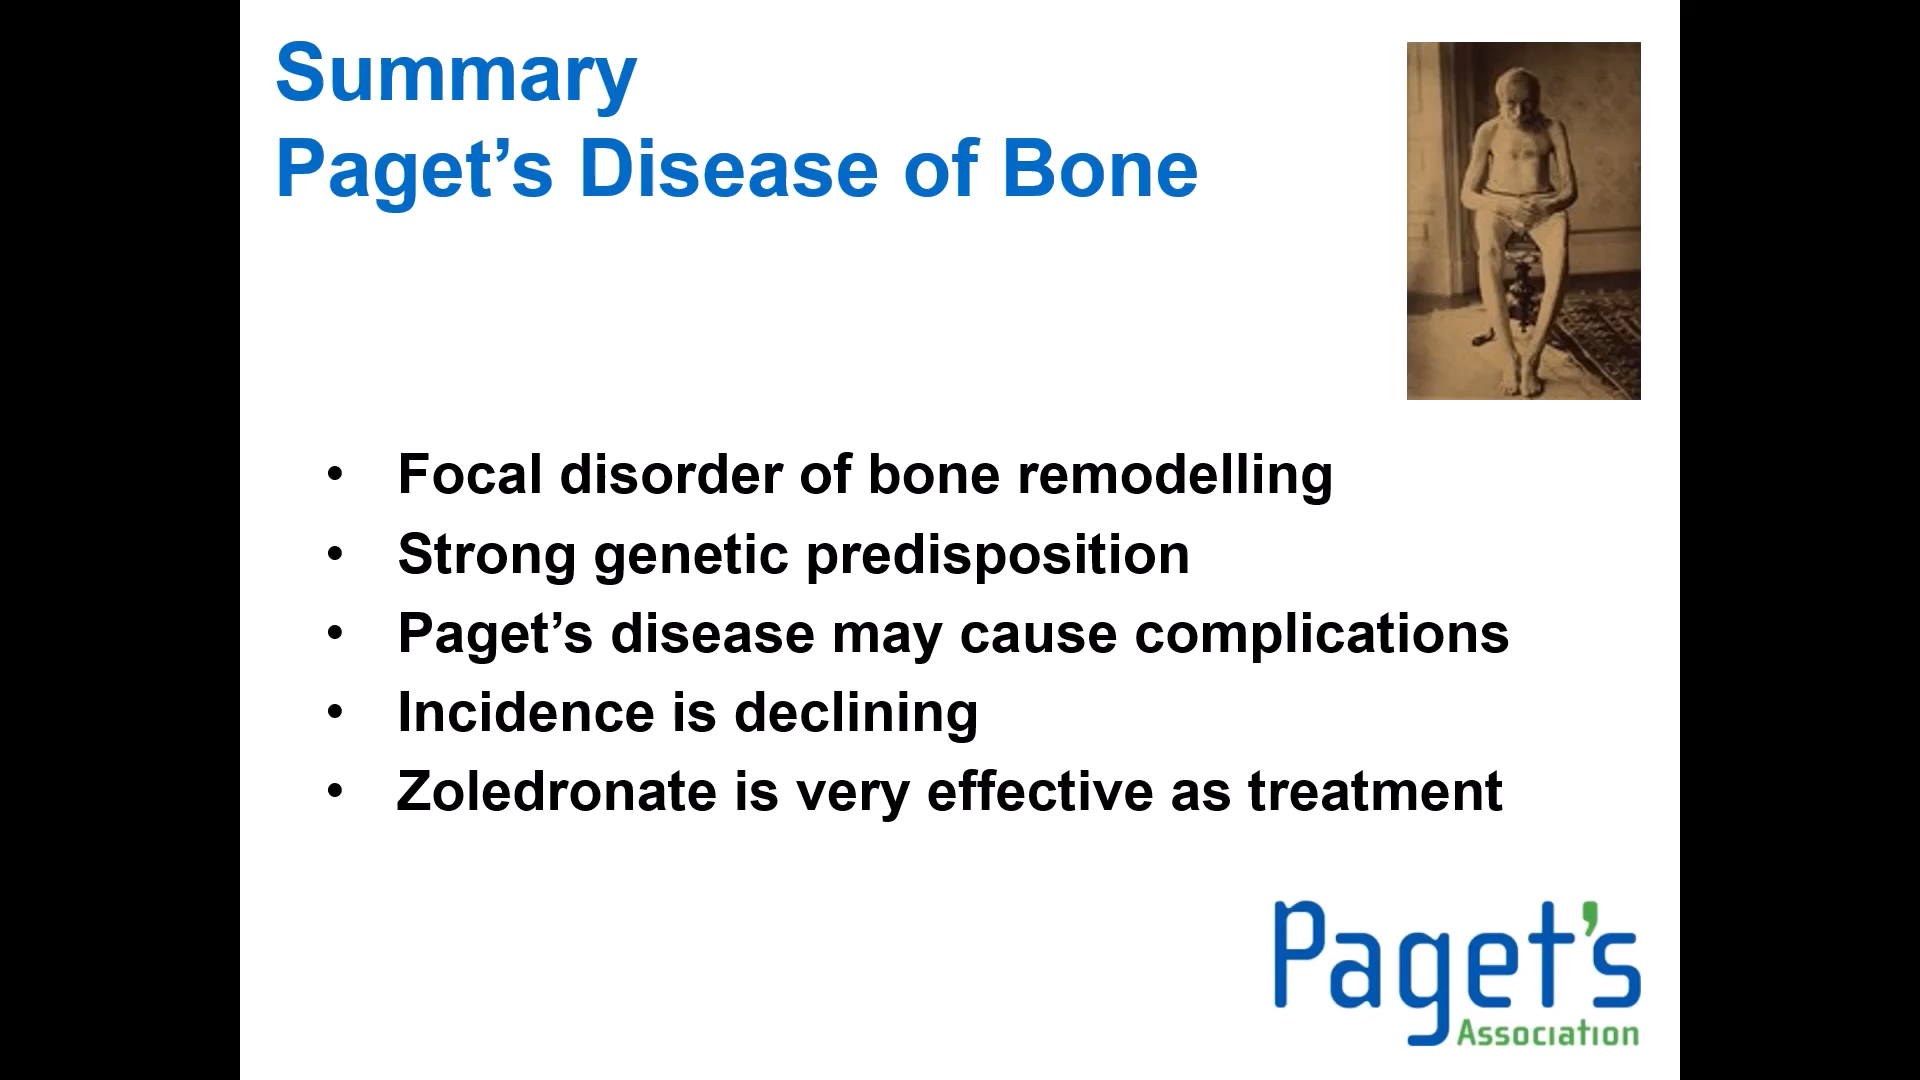 Summary
Paget’s Disease of Bone
• Focal disorder of bone remodelling
• Strong genetic predisposition
• Paget’s disease may cause complications
• Incidence is declining
• Zoledronate is very effective as treatment
Paget's
Association